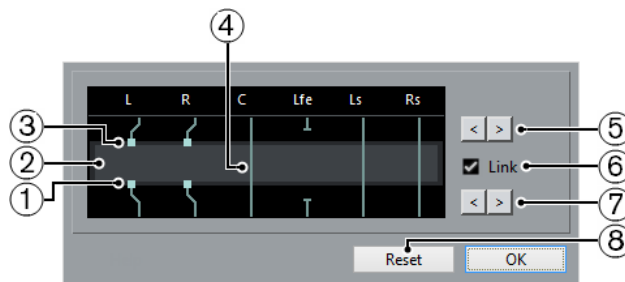 ④
L R C Lfe Ls Rs
③ < > ⑤
② Link ⑥
① < > ⑦
⑧
Reset OK